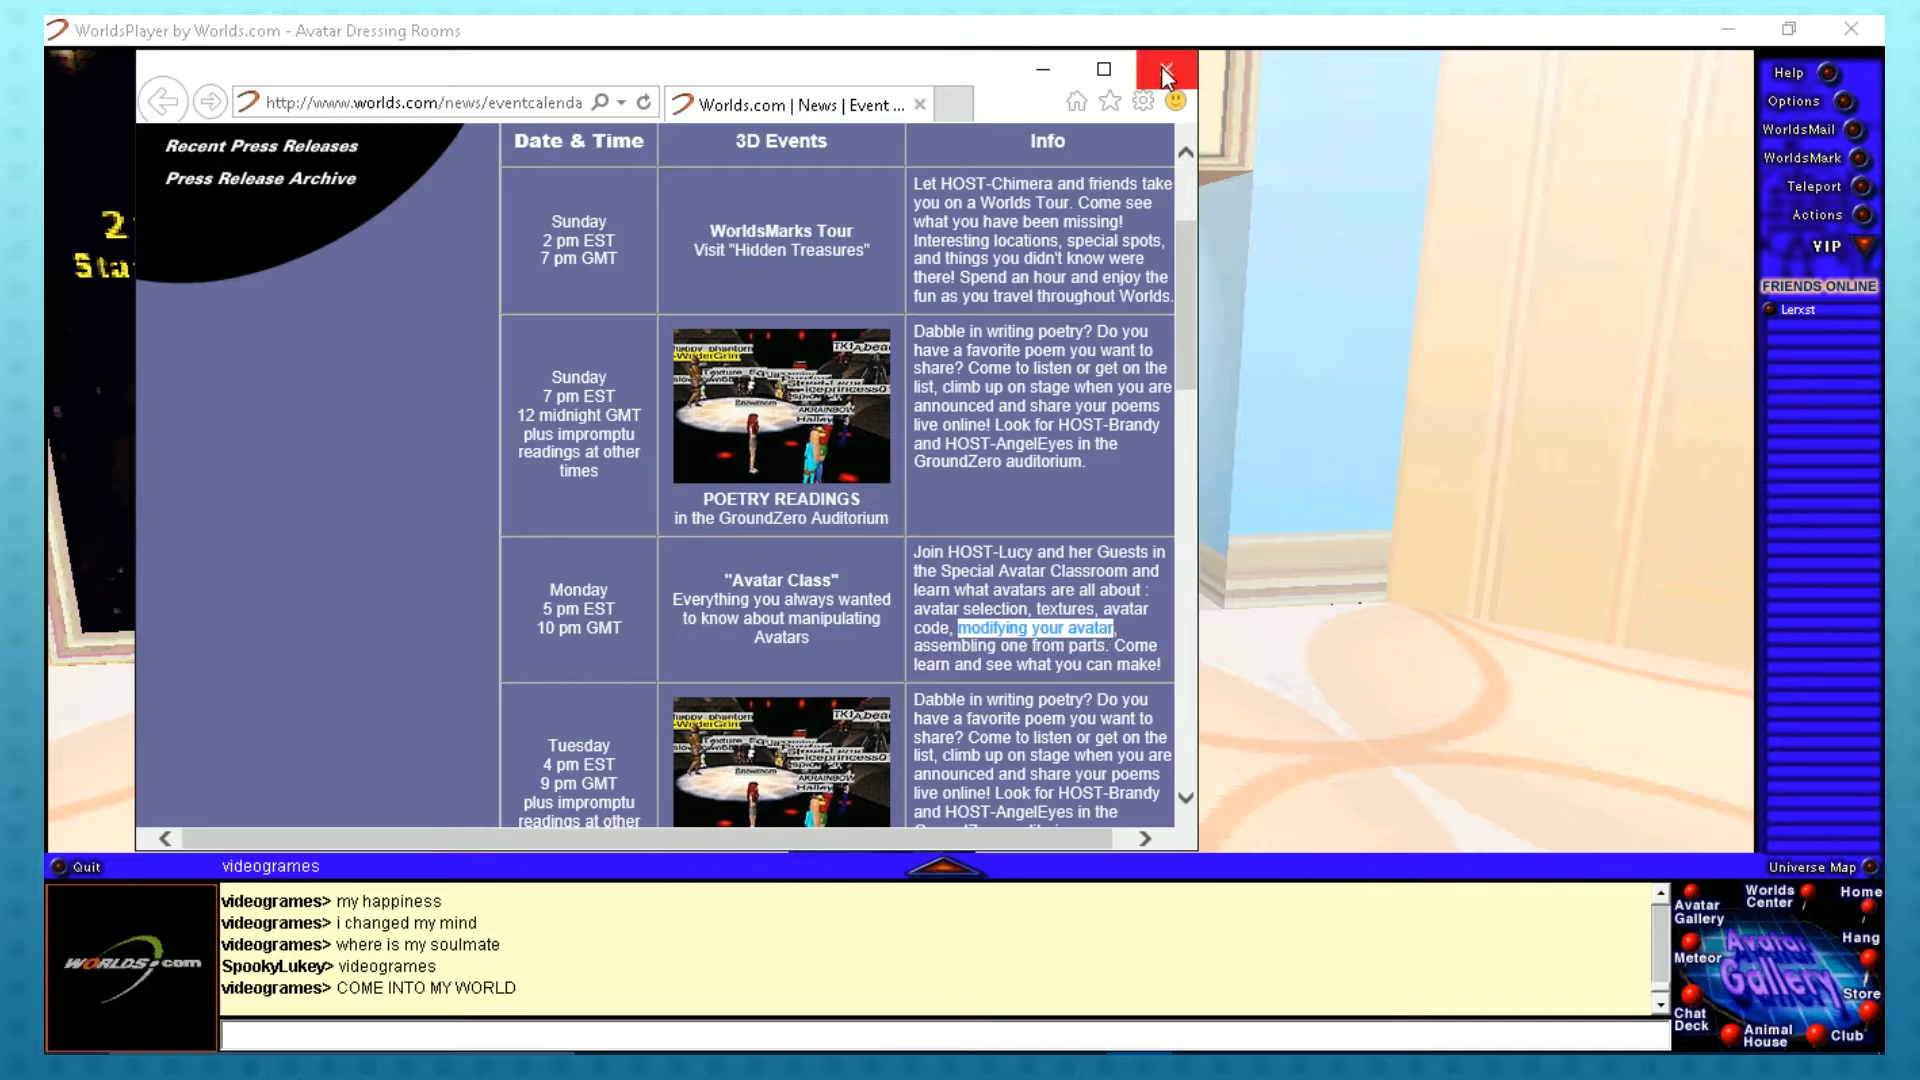 WorldsPlayer by Worlds.com - Avatar Dressing Rooms
http://www.worlds.com/news/eventcalenda
Worlds.com | News | Event ...
Recent Press Releases
Press Release Archive
Date & Time
3D Events
Info
Sunday
2 pm EST
7 pm GMT
WorldsMarks Tour
Visit "Hidden Treasures"
Let HOST-Chimera and friends take
you on a Worlds Tour. Come see
what you have been missing!
Interesting locations, special spots,
and things you didn't know were
there! Spend an hour and enjoy the
fun as you travel throughout Worlds.
Sunday
7 pm EST
12 midnight GMT
plus impromptu
readings at other
times
POETRY READINGS
in the GroundZero Auditorium
Dabble in writing poetry? Do you
have a favorite poem you want to
share? Come to listen or get on the
list, climb up on stage when you are
announced and share your poems
live online! Look for HOST-Brandy
and HOST-AngelEyes in the
GroundZero auditorium.
Monday
5 pm EST
10 pm GMT
"Avatar Class"
Everything you always wanted
to know about manipulating
Avatars
Join HOST-Lucy and her Guests in
the Special Avatar Classroom and
learn what avatars are all about :
avatar selection, textures, avatar
code, modifying your avatar,
assembling one from parts. Come
learn and see what you can make!
Tuesday
4 pm EST
9 pm GMT
plus impromptu
readings at other
Dabble in writing poetry? Do you
have a favorite poem you want to
share? Come to listen or get on the
list, climb up on stage when you are
announced and share your poems
live online! Look for HOST-Brandy
and HOST-AngelEyes in the
Help
Options
WorldsMail
WorldsMark
Teleport
Actions
VIP
FRIENDS ONLINE
Lerxst
Quit
videogrames
Universe Map
videogrames> my happiness
videogrames> i changed my mind
videogrames> where is my soulmate
SpookyLukey> videogrames
videogrames> COME INTO MY WORLD
WORLDS.com
Avatar
Gallery
Worlds
Center
Home
Hang
Meteor
Avatar
Gallery
Store
Chat
Deck
Animal
House
Club